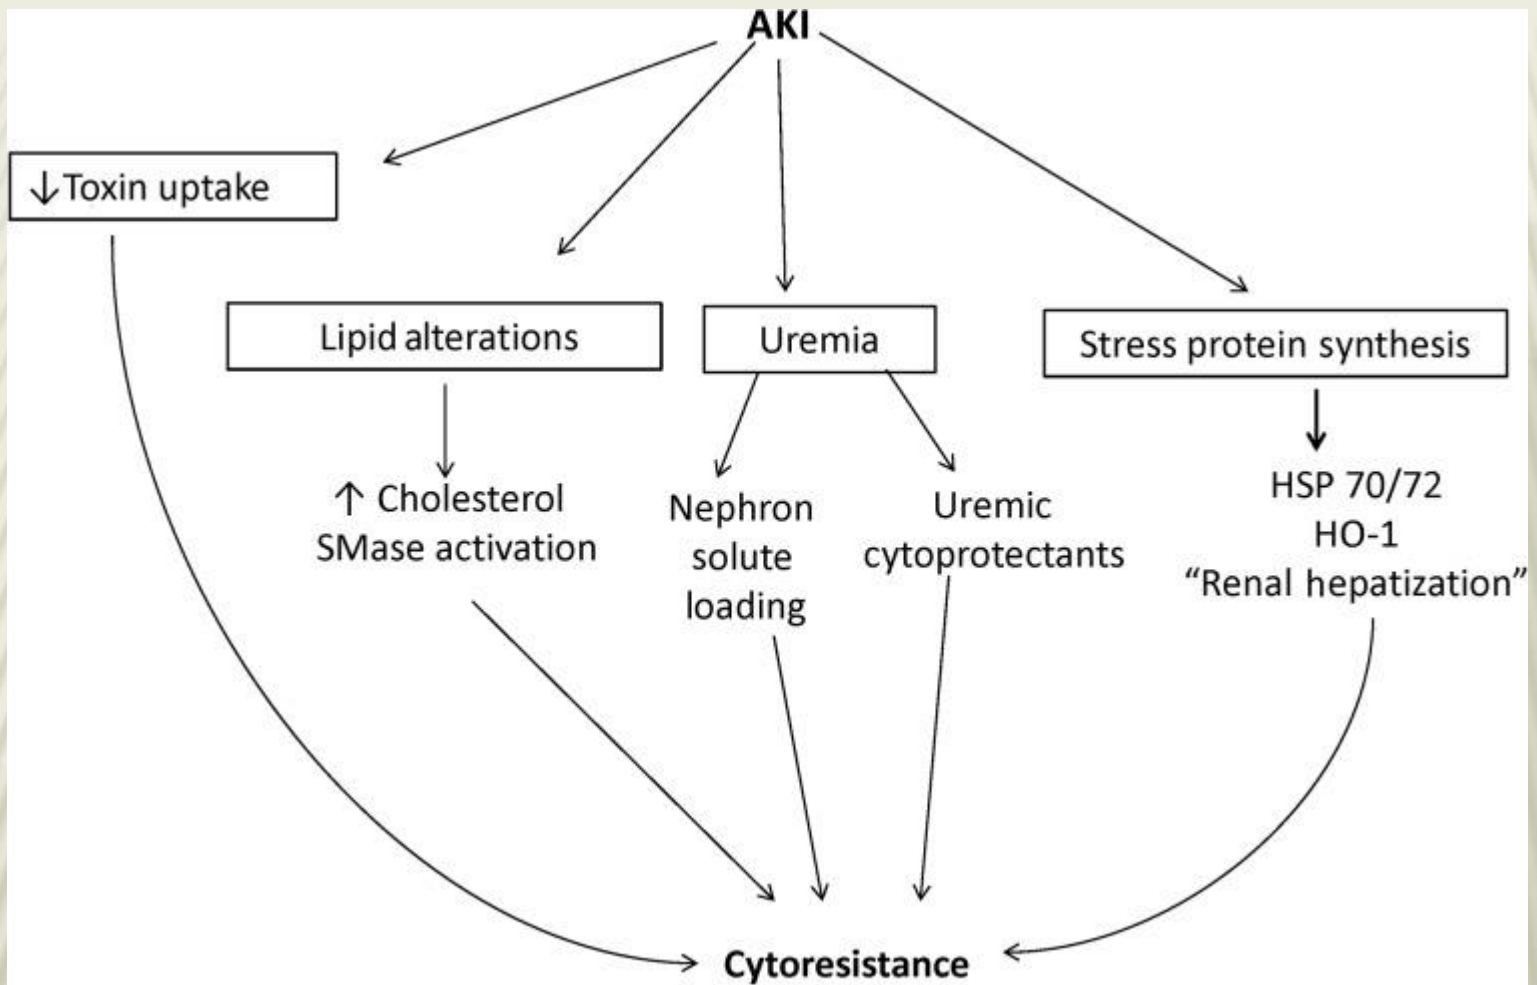 AKI
↓Toxin uptake
Lipid alterations
Uremia
Stress protein synthesis
↑ Cholesterol
SMase activation
Nephron
solute
loading
Uremic
cytoprotectants
HSP 70/72
HO-1
“Renal hepatization”
Cytoresistance